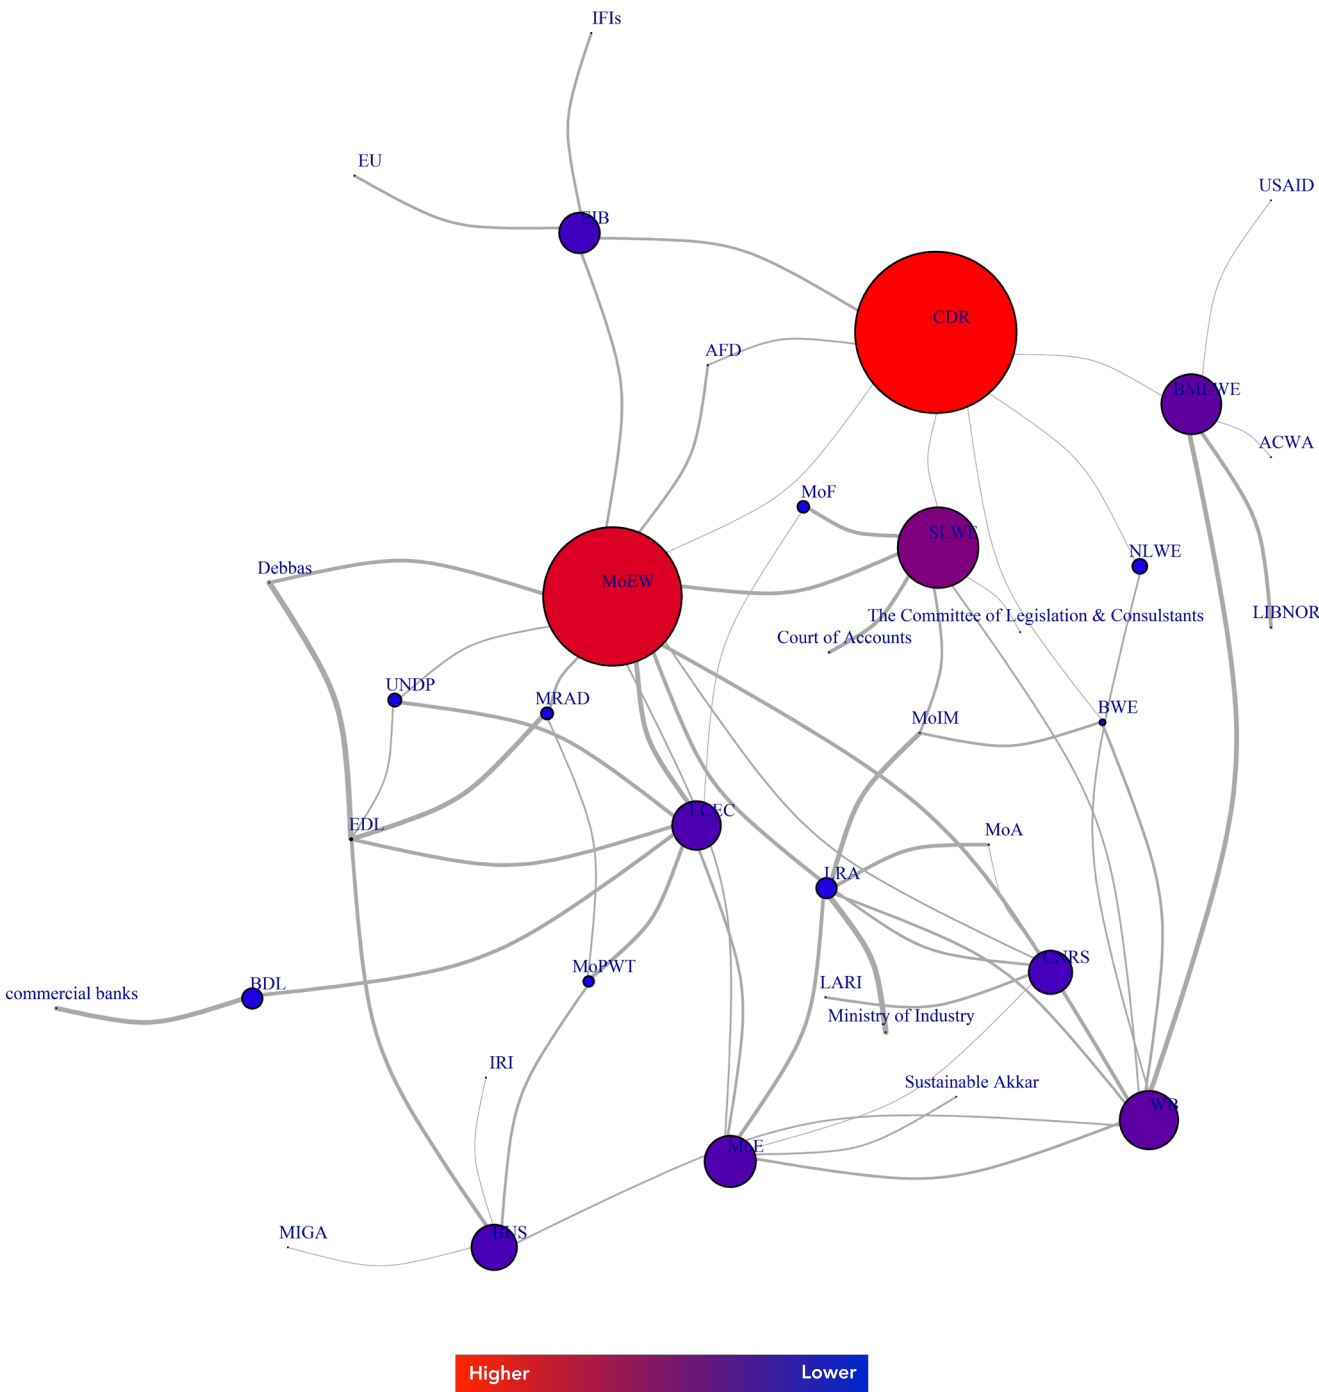 IFIs
EU
USAID
EIB
CDR
AFD
BMLWE
ACWA
MoF
SLWE
NLWE
Debbas
MoEW
The Committee of Legislation & Consulstants
LIBNOR
Court of Accounts
UNDP
MRAD
BWE
MoIM
LCEC
EDL
MoA
LRA
CNRS
MoPWT
BDL
LARI
commercial banks
Ministry of Industry
IRI
Sustainable Akkar
WB
MoE
BUS
MIGA
Higher
Lower